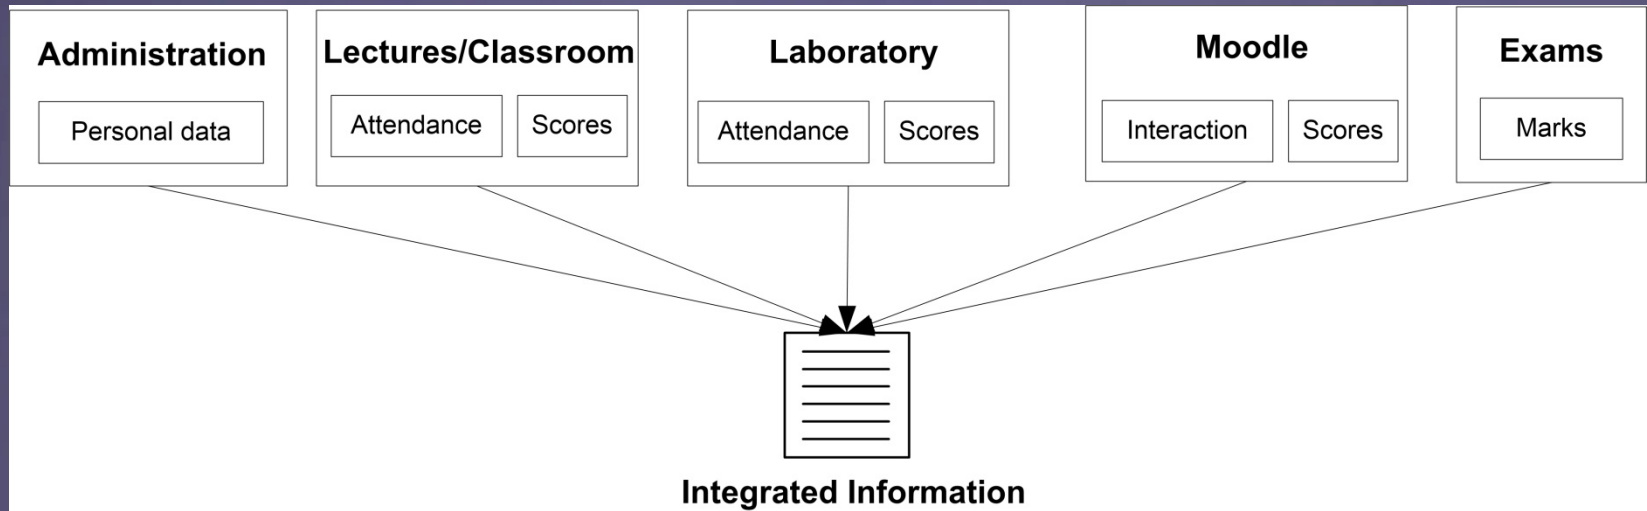 Administration
Personal data
Lectures/Classroom
Attendance
Scores
Laboratory
Attendance
Scores
Moodle
Interaction
Scores
Exams
Marks
Integrated Information